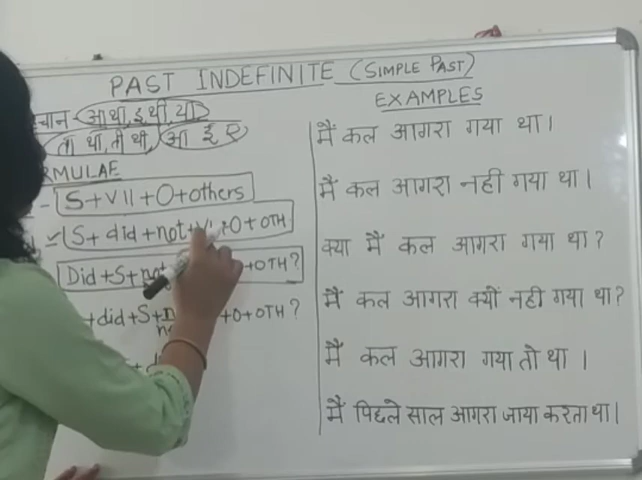 PAST INDEFINITE (SIMPLE PAST)
चान - आ था, ई थी, या
ता था, ती थी, आ ई ए
RMULAE
- S+VII+O+others
S+did+not+V +O+OTH
Did+S+not +OTH?
+did+S+ +O+OTH?
EXAMPLES
मैं कल आगरा गया था।
मैं कल आगरा नहीं गया था।
क्या मैं कल आगरा गया था?
मैं कल आगरा क्यों नहीं गया था?
मैं कल आगरा गया तो था ।
मैं पिछले साल आगरा जाया करता था।